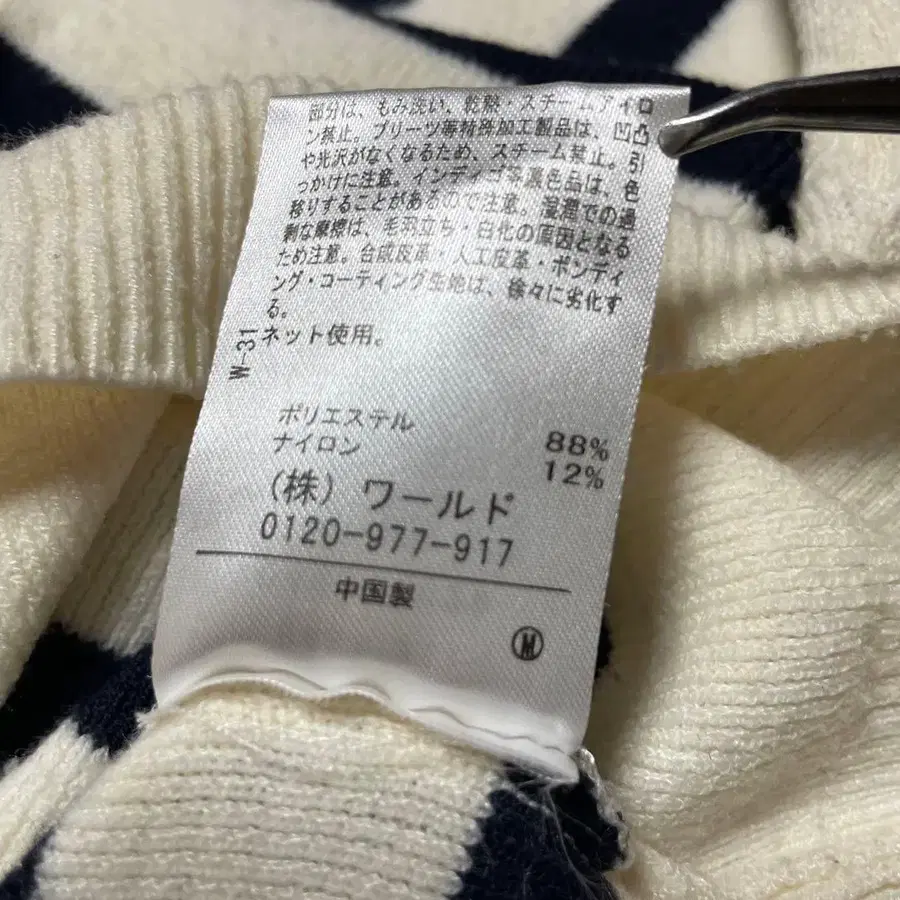 部分は、もみ洗い、乾燥・スチームアイロ
ン禁止。プリーツ等特殊加工製品は、凹凸
や光沢がなくなるため、スチーム禁止。引
っかけに注意。インディゴ等濃色品は、色
移りすることがあるので注意。湿潤での過
剰な摩擦は、毛羽立ち・白化の原因となる
ため注意。合成皮革・人工皮革・ボンディ
ング・コーティング生地は、徐々に劣化す
る。
ネット使用。
W-31
ポリエステル 88%
ナイロン 12%
(株) ワールド
0120-977-917
中国製
M